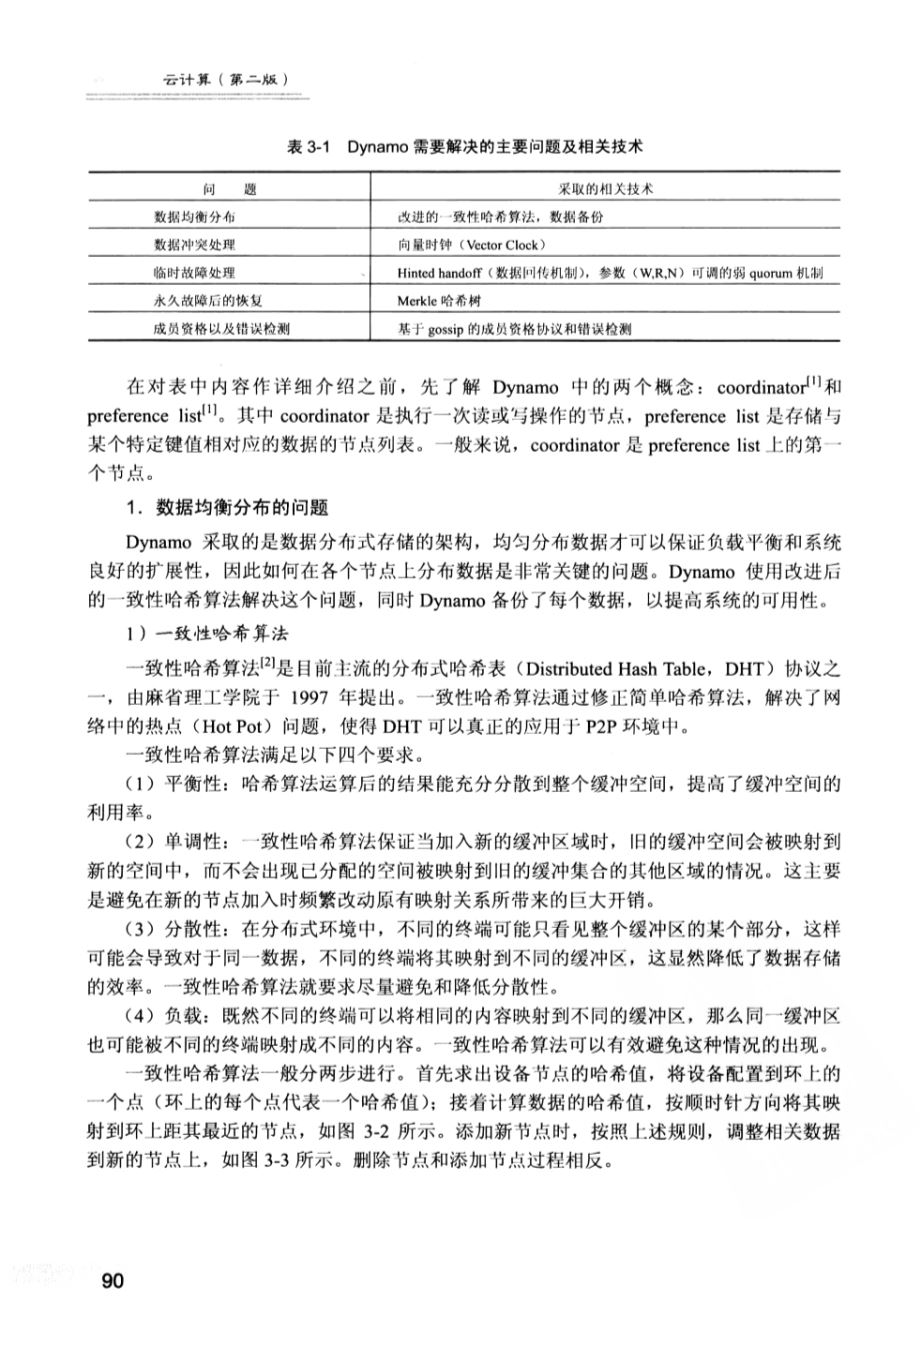 云计算（第二版）
表 3-1 Dynamo 需要解决的主要问题及相关技术
问 题 采取的相关技术
数据均衡分布 改进的一致性哈希算法，数据备份
数据冲突处理 向量时钟（Vector Clock）
临时故障处理 Hinted handoff（数据回传机制），参数（W,R,N）可调的弱 quorum 机制
永久故障后的恢复 Merkle 哈希树
成员资格以及错误检测 基于 gossip 的成员资格协议和错误检测
在对表中内容作详细介绍之前，先了解 Dynamo 中的两个概念：coordinator[1]和
preference list[1]。其中 coordinator 是执行一次读或写操作的节点，preference list 是存储与
某个特定键值相对应的数据的节点列表。一般来说，coordinator 是 preference list 上的第一
个节点。
1．数据均衡分布的问题
Dynamo 采取的是数据分布式存储的架构，均匀分布数据才可以保证负载平衡和系统
良好的扩展性，因此如何在各个节点上分布数据是非常关键的问题。Dynamo 使用改进后
的一致性哈希算法解决这个问题，同时 Dynamo 备份了每个数据，以提高系统的可用性。
1）一致性哈希算法
一致性哈希算法[2]是目前主流的分布式哈希表（Distributed Hash Table，DHT）协议之
一，由麻省理工学院于 1997 年提出。一致性哈希算法通过修正简单哈希算法，解决了网
络中的热点（Hot Pot）问题，使得 DHT 可以真正的应用于 P2P 环境中。
一致性哈希算法满足以下四个要求。
（1）平衡性：哈希算法运算后的结果能充分分散到整个缓冲空间，提高了缓冲空间的
利用率。
（2）单调性：一致性哈希算法保证当加入新的缓冲区域时，旧的缓冲空间会被映射到
新的空间中，而不会出现已分配的空间被映射到旧的缓冲集合的其他区域的情况。这主要
是避免在新的节点加入时频繁改动原有映射关系所带来的巨大开销。
（3）分散性：在分布式环境中，不同的终端可能只看见整个缓冲区的某个部分，这样
可能会导致对于同一数据，不同的终端将其映射到不同的缓冲区，这显然降低了数据存储
的效率。一致性哈希算法就要求尽量避免和降低分散性。
（4）负载：既然不同的终端可以将相同的内容映射到不同的缓冲区，那么同一缓冲区
也可能被不同的终端映射成不同的内容。一致性哈希算法可以有效避免这种情况的出现。
一致性哈希算法一般分两步进行。首先求出设备节点的哈希值，将设备配置到环上的
一个点（环上的每个点代表一个哈希值）；接着计算数据的哈希值，按顺时针方向将其映
射到环上距其最近的节点，如图 3-2 所示。添加新节点时，按照上述规则，调整相关数据
到新的节点上，如图 3-3 所示。删除节点和添加节点过程相反。
90